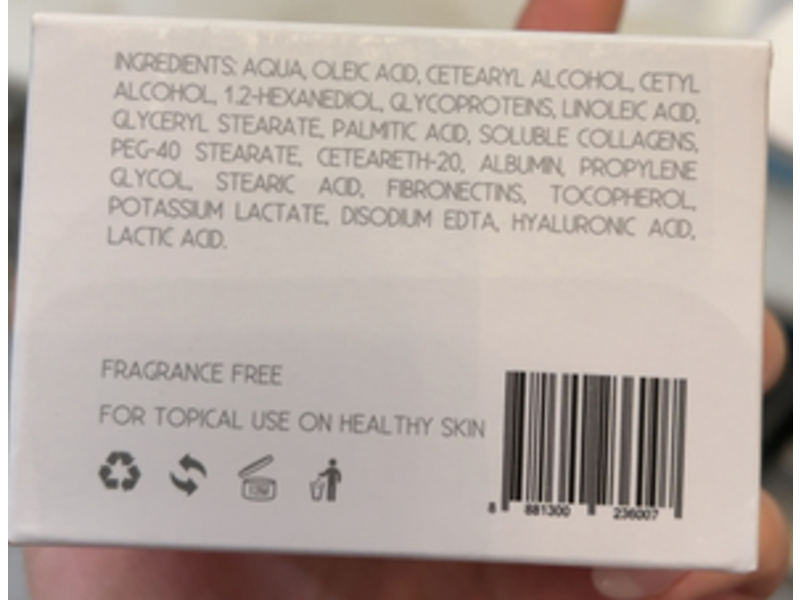 INGREDIENTS: AQUA, OLEIC ACID, CETEARYL ALCOHOL, CETYL
ALCOHOL, 1.2-HEXANEDIOL, GLYCOPROTEINS, LINOLEIC ACID,
GLYCERYL STEARATE, PALMITIC ACID, SOLUBLE COLLAGENS,
PEG-40 STEARATE, CETEARETH-20, ALBUMIN, PROPYLENE
GLYCOL, STEARIC ACID, FIBRONECTINS, TOCOPHEROL,
POTASSIUM LACTATE, DISODIUM EDTA, HYALURONIC ACID,
LACTIC ACID.
FRAGRANCE FREE
FOR TOPICAL USE ON HEALTHY SKIN
8 881300 236007